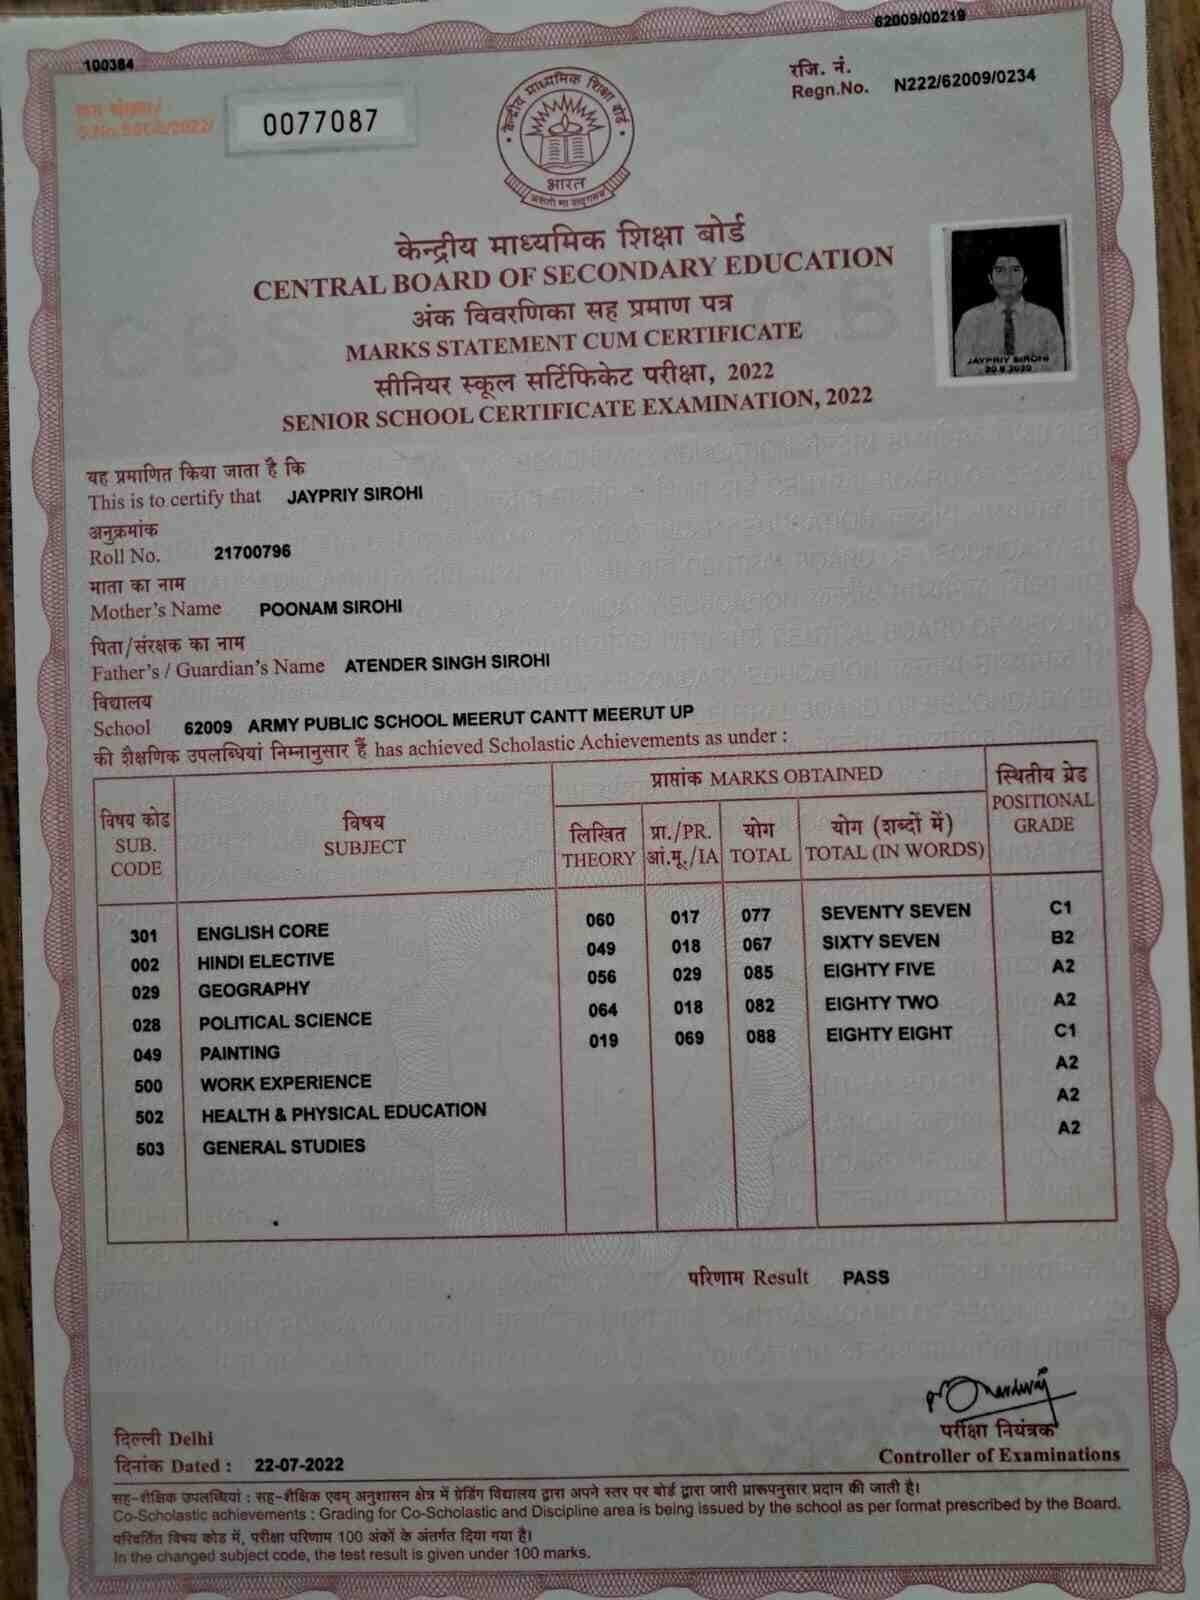 62009/00219
100384
रजि. नं.
Regn.No. N222/62009/0234
0077087
केन्द्रीय माध्यमिक शिक्षा बोर्ड
भारत
असतो मा सद्गमय
केन्द्रीय माध्यमिक शिक्षा बोर्ड
CENTRAL BOARD OF SECONDARY EDUCATION
अंक विवरणिका सह प्रमाण पत्र
MARKS STATEMENT CUM CERTIFICATE
सीनियर स्कूल सर्टिफिकेट परीक्षा, 2022
SENIOR SCHOOL CERTIFICATE EXAMINATION, 2022
JAYPRIY SIROHI
20.8.2020
यह प्रमाणित किया जाता है कि
This is to certify that JAYPRIY SIROHI
अनुक्रमांक
Roll No. 21700796
माता का नाम
Mother's Name POONAM SIROHI
पिता/संरक्षक का नाम
Father's / Guardian's Name ATENDER SINGH SIROHI
विद्यालय
School 62009 ARMY PUBLIC SCHOOL MEERUT CANTT MEERUT UP
की शैक्षणिक उपलब्धियां निम्नानुसार हैं has achieved Scholastic Achievements as under :
विषय कोड
SUB. CODE
विषय
SUBJECT
प्राप्तांक MARKS OBTAINED
लिखित
THEORY
प्रा./PR.
आं.मू./IA
योग
TOTAL
योग (शब्दों में)
TOTAL (IN WORDS)
स्थितीय ग्रेड
POSITIONAL GRADE
301 ENGLISH CORE 060 017 077 SEVENTY SEVEN C1
002 HINDI ELECTIVE 049 018 067 SIXTY SEVEN B2
029 GEOGRAPHY 056 029 085 EIGHTY FIVE A2
028 POLITICAL SCIENCE 064 018 082 EIGHTY TWO A2
049 PAINTING 019 069 088 EIGHTY EIGHT C1
500 WORK EXPERIENCE A2
502 HEALTH & PHYSICAL EDUCATION A2
503 GENERAL STUDIES A2
परिणाम Result PASS
परीक्षा नियंत्रक
Controller of Examinations
दिल्ली Delhi
दिनांक Dated : 22-07-2022
सह-शैक्षिक उपलब्धियां : सह-शैक्षिक एवम् अनुशासन क्षेत्र में ग्रेडिंग विद्यालय द्वारा अपने स्तर पर बोर्ड द्वारा जारी प्रारूपनुसार प्रदान की जाती है।
Co-Scholastic achievements : Grading for Co-Scholastic and Discipline area is being issued by the school as per format prescribed by the Board.
परिवर्तित विषय कोड में, परीक्षा परिणाम 100 अंकों के अंतर्गत दिया गया है।
In the changed subject code, the test result is given under 100 marks.